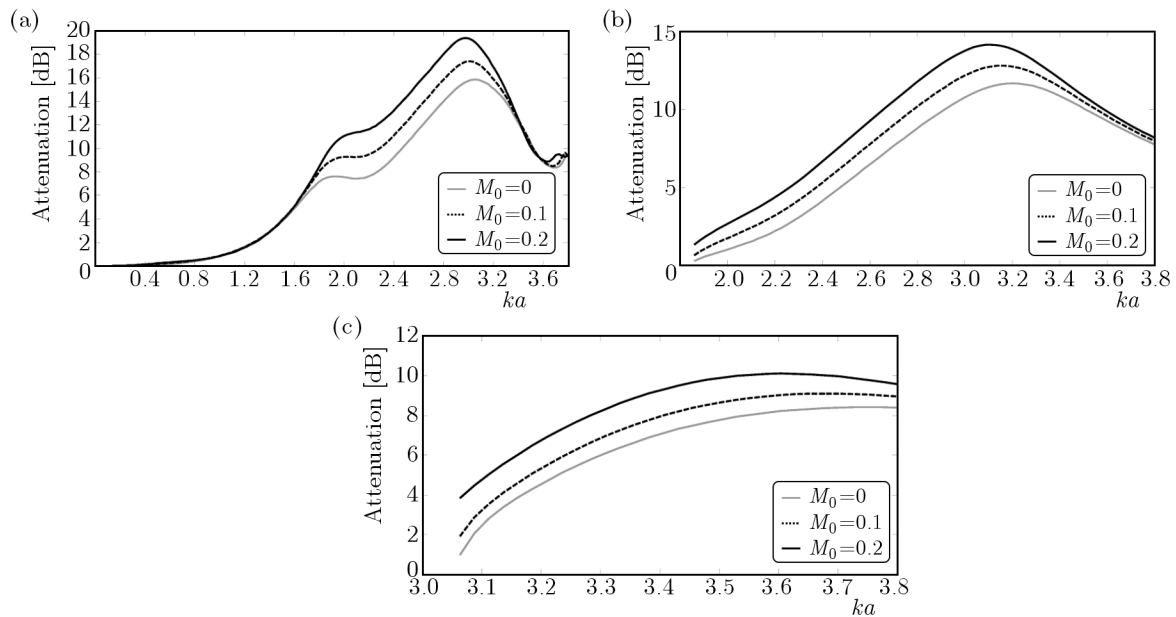 (a)
Attenuation [dB]
20
18
16
14
12
10
8
6
4
2
0
0.4 0.8 1.2 1.6 2.0 2.4 2.8 3.2 3.6
ka
M₀=0
M₀=0.1
M₀=0.2
(b)
Attenuation [dB]
15
10
5
0
2.0 2.2 2.4 2.6 2.8 3.0 3.2 3.4 3.6 3.8
ka
M₀=0
M₀=0.1
M₀=0.2
(c)
Attenuation [dB]
12
10
8
6
4
2
0
3.0 3.1 3.2 3.3 3.4 3.5 3.6 3.7 3.8
ka
M₀=0
M₀=0.1
M₀=0.2